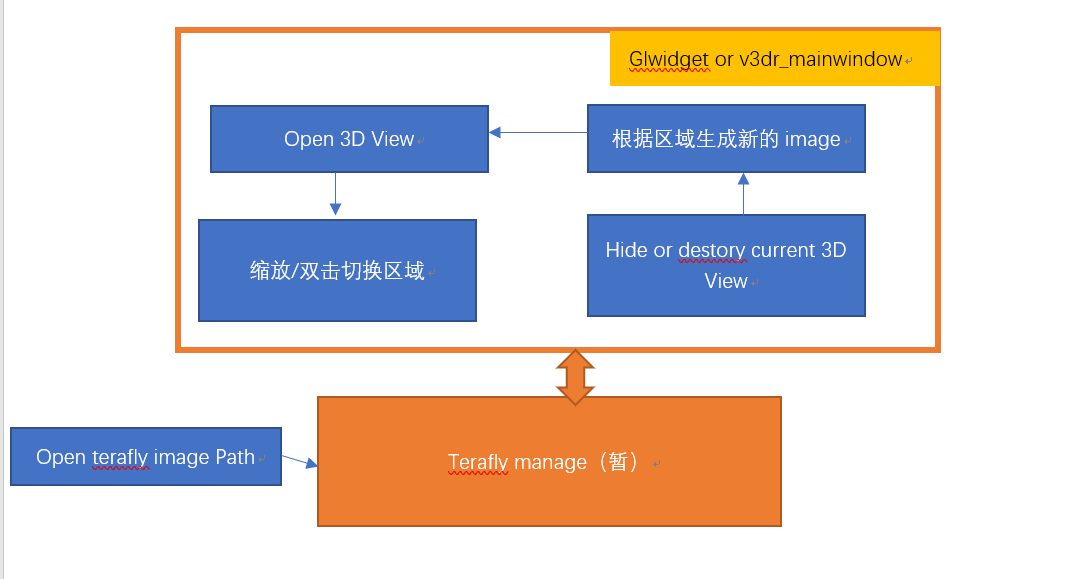 Glwidget or v3dr_mainwindow
Open 3D View
根据区域生成新的 image
缩放/双击切换区域
Hide or destory current 3D
View
Open terafly image Path
Terafly manage（暂）